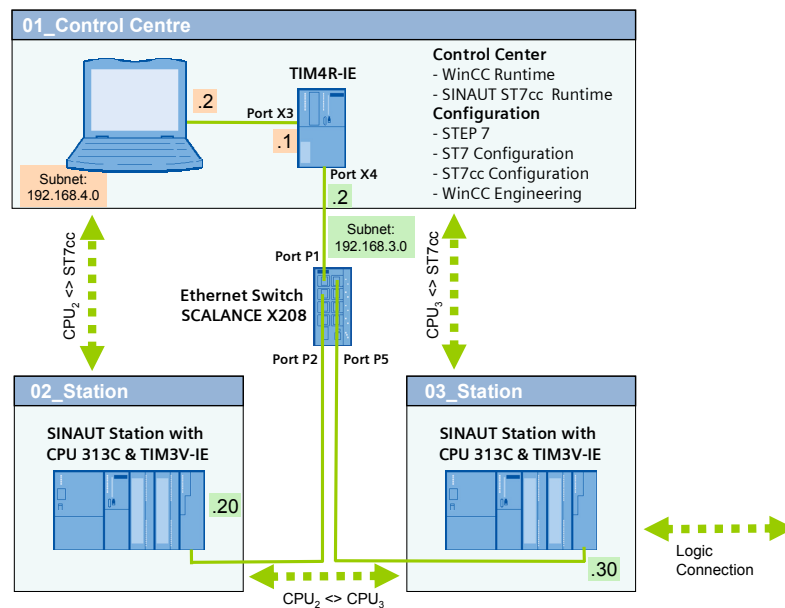 01_Control Centre
TIM4R-IE
.2
Port X3
.1
Port X4
.2
Subnet:
192.168.4.0
Control Center
- WinCC Runtime
- SINAUT ST7cc Runtime
Configuration
- STEP 7
- ST7 Configuration
- ST7cc Configuration
- WinCC Engineering
Subnet:
192.168.3.0
CPU2 <> ST7cc
CPU3 <> ST7cc
Port P1
Ethernet Switch
SCALANCE X208
Port P2
Port P5
02_Station
SINAUT Station with
CPU 313C & TIM3V-IE
.20
03_Station
SINAUT Station with
CPU 313C & TIM3V-IE
.30
CPU2 <> CPU3
Logic
Connection